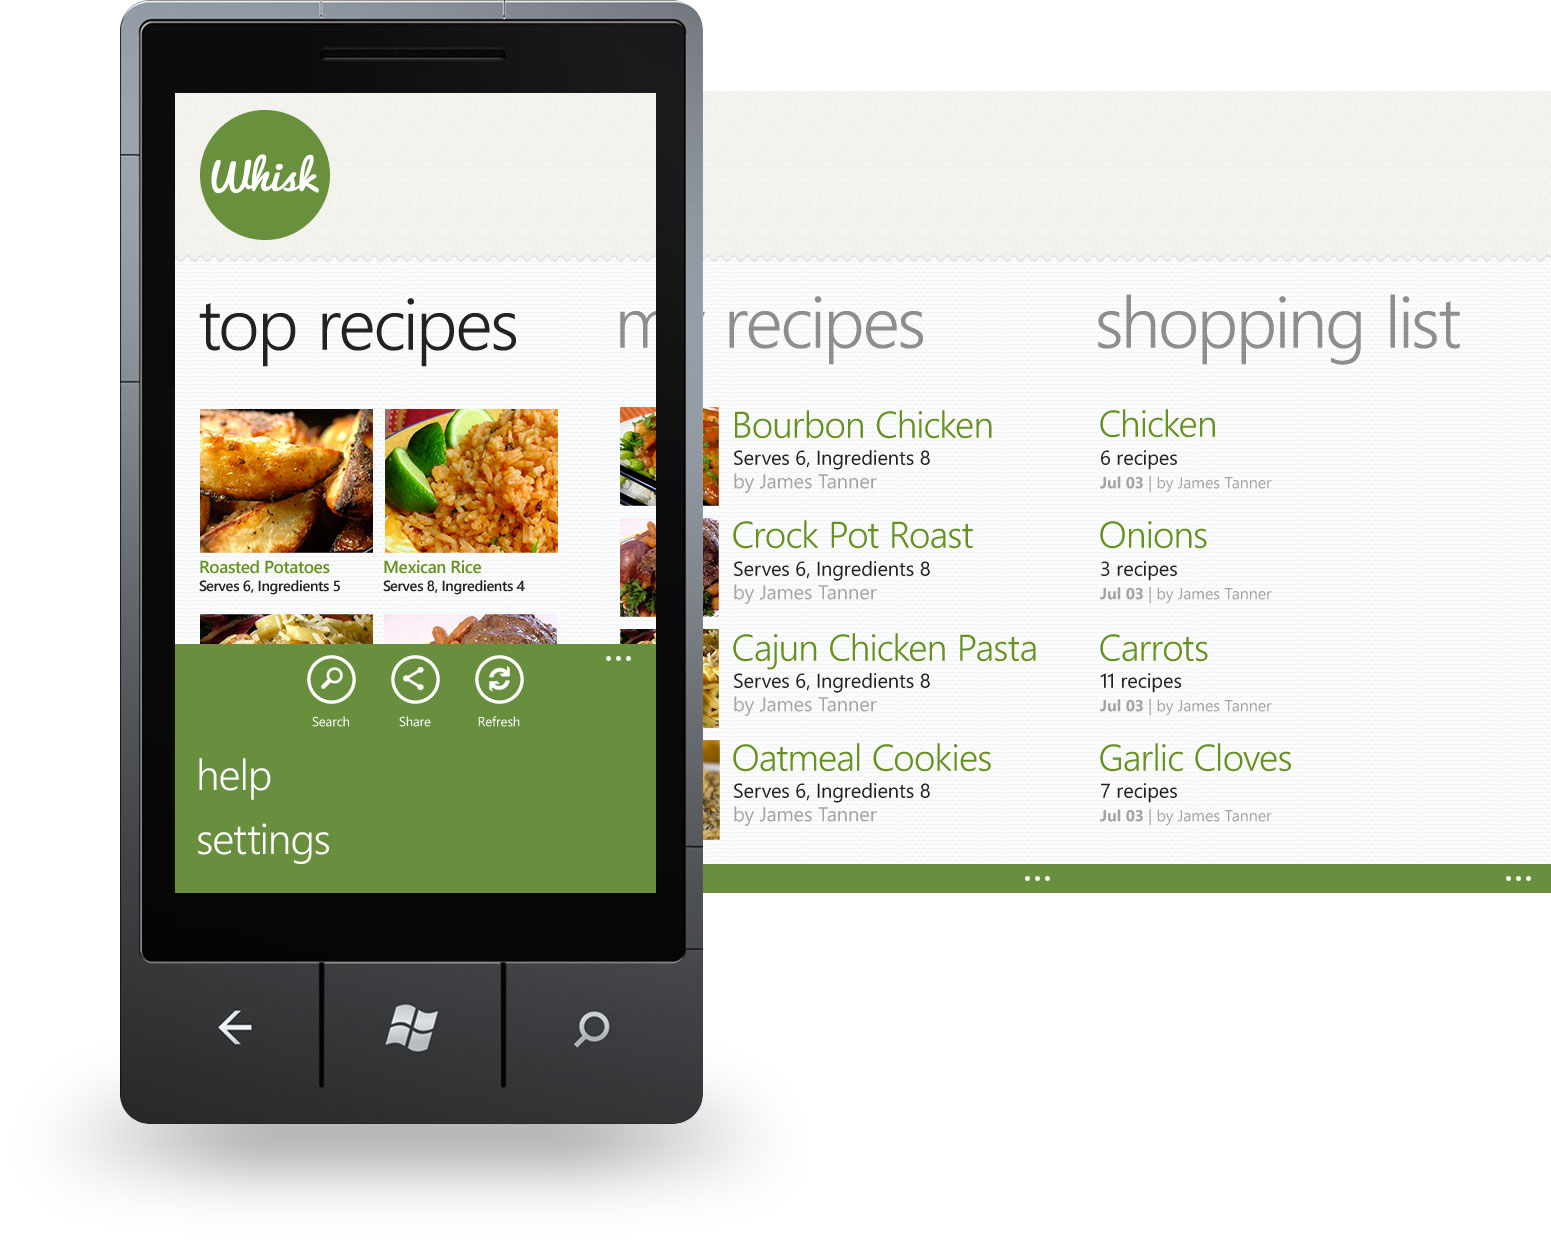 Whisk
top recipes
Roasted Potatoes
Serves 6, Ingredients 5
Mexican Rice
Serves 8, Ingredients 4
Search
Share
Refresh
help
settings
my recipes
Bourbon Chicken
Serves 6, Ingredients 8
by James Tanner
Crock Pot Roast
Serves 6, Ingredients 8
by James Tanner
Cajun Chicken Pasta
Serves 6, Ingredients 8
by James Tanner
Oatmeal Cookies
Serves 6, Ingredients 8
by James Tanner
shopping list
Chicken
6 recipes
Jul 03 | by James Tanner
Onions
3 recipes
Jul 03 | by James Tanner
Carrots
11 recipes
Jul 03 | by James Tanner
Garlic Cloves
7 recipes
Jul 03 | by James Tanner